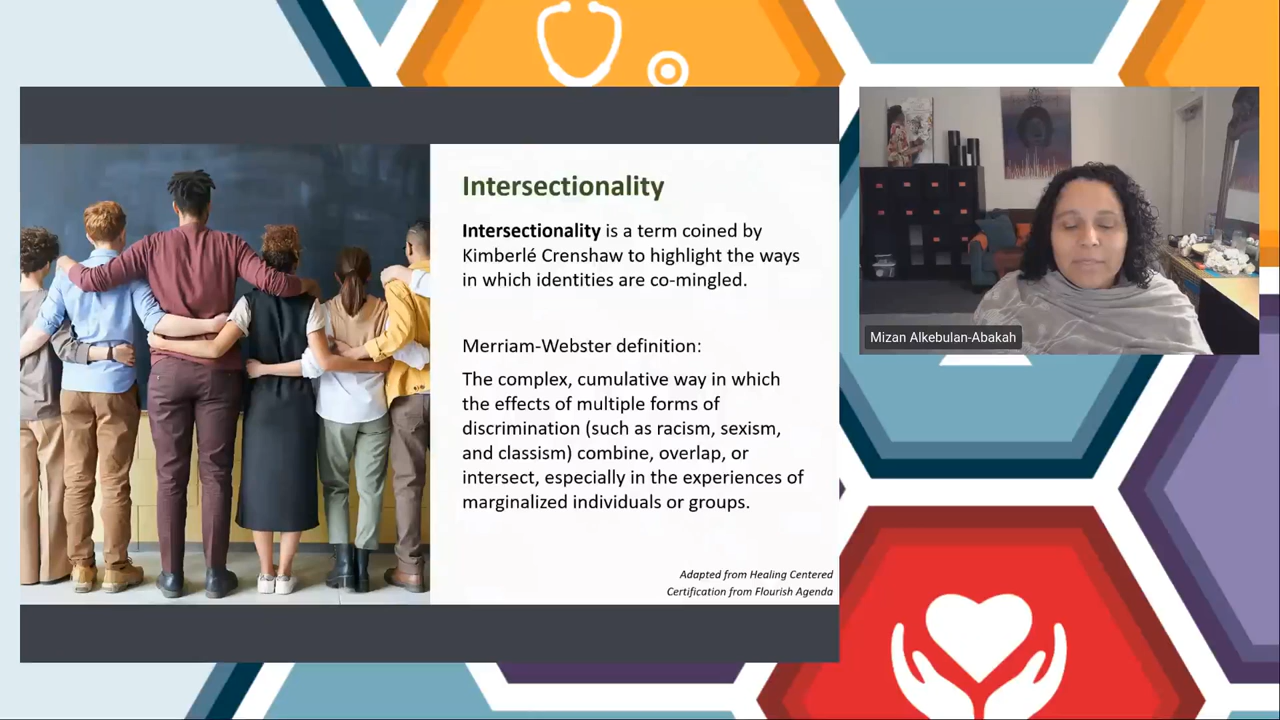 Intersectionality
Intersectionality is a term coined by
Kimberlé Crenshaw to highlight the ways
in which identities are co-mingled.
Merriam-Webster definition:
The complex, cumulative way in which
the effects of multiple forms of
discrimination (such as racism, sexism,
and classism) combine, overlap, or
intersect, especially in the experiences of
marginalized individuals or groups.
Adapted from Healing Centered
Certification from Flourish Agenda
Mizan Alkebulan-Abakah